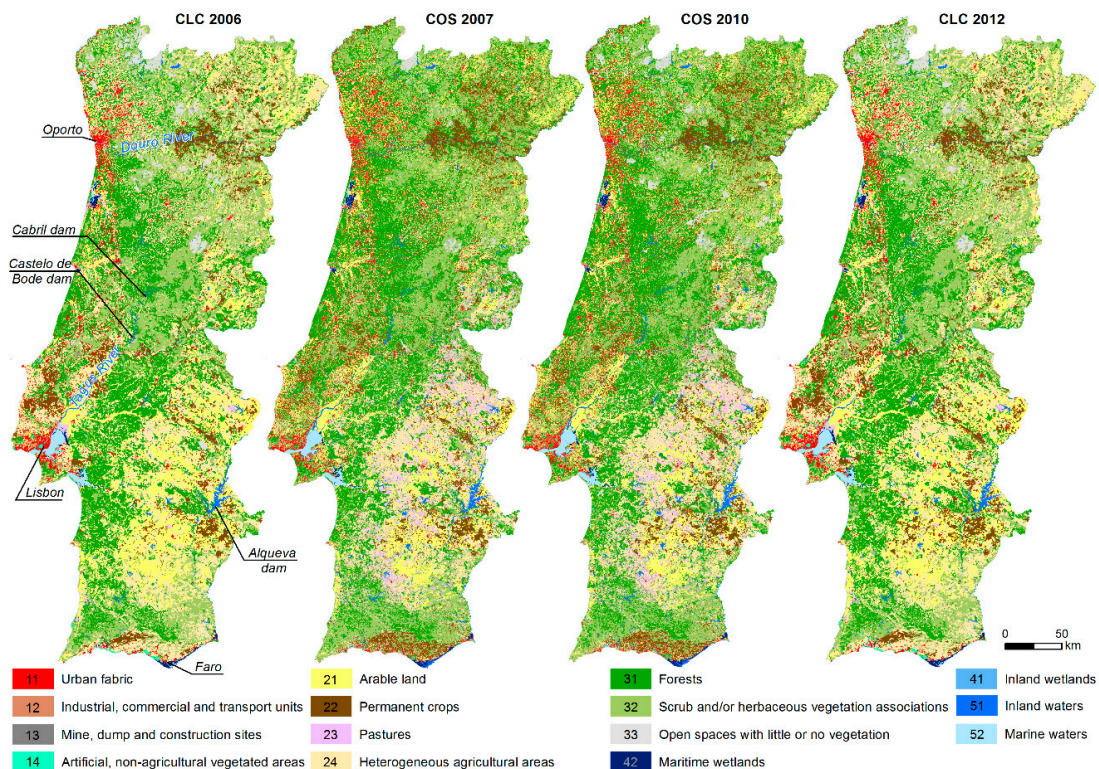 CLC 2006
COS 2007
COS 2010
CLC 2012
Oporto
Douro River
Cabril dam
Castelo de
Bode dam
Tagus River
Lisbon
Alqueva
dam
Faro
0 50
km
11 Urban fabric
12 Industrial, commercial and transport units
13 Mine, dump and construction sites
14 Artificial, non-agricultural vegetated areas
21 Arable land
22 Permanent crops
23 Pastures
24 Heterogeneous agricultural areas
31 Forests
32 Scrub and/or herbaceous vegetation associations
33 Open spaces with little or no vegetation
42 Maritime wetlands
41 Inland wetlands
51 Inland waters
52 Marine waters